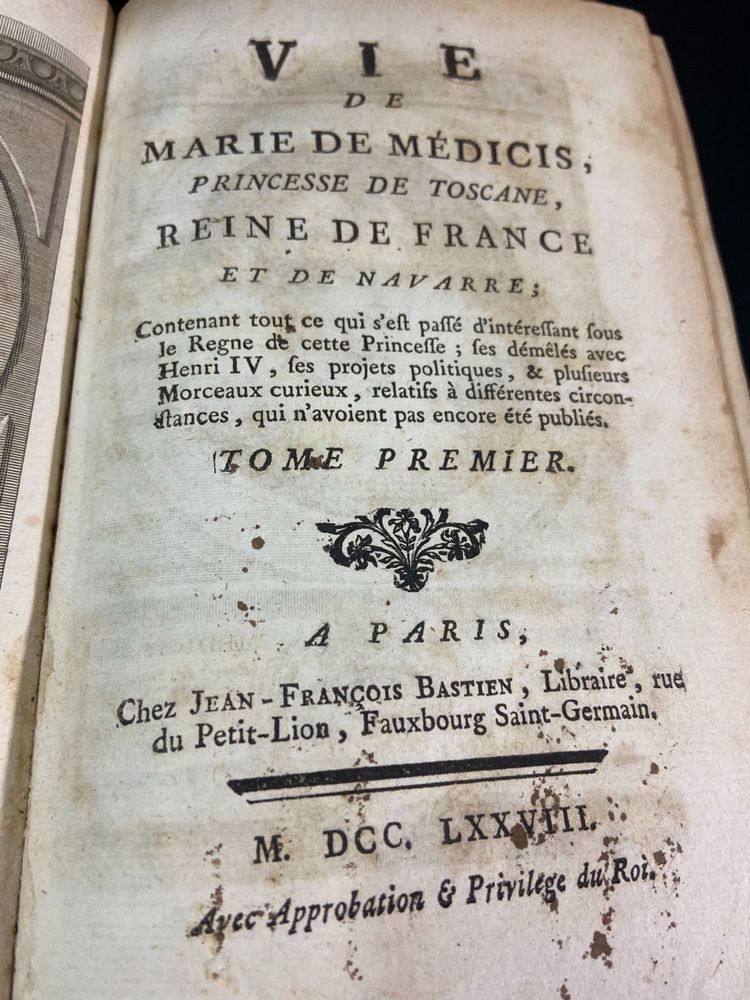 VIE
DE
MARIE DE MÉDICIS,
PRINCESSE DE TOSCANE,
REINE DE FRANCE
ET DE NAVARRE;
Contenant tout ce qui s'eſt paſſé d'intéreſſant ſous
le Regne de cette Princeſſe ; ſes démêlés avec
Henri IV, ſes projets politiques, & pluſieurs
Morceaux curieux, relatifs à différentes circon-
ſtances, qui n'avoient pas encore été publiés.
TOME PREMIER.
A PARIS,
Chez JEAN-FRANÇOIS BASTIEN, Libraire, rue
du Petit-Lion, Fauxbourg Saint-Germain.
M. DCC. LXXVIII.
Avec Approbation & Privilege du Roi.